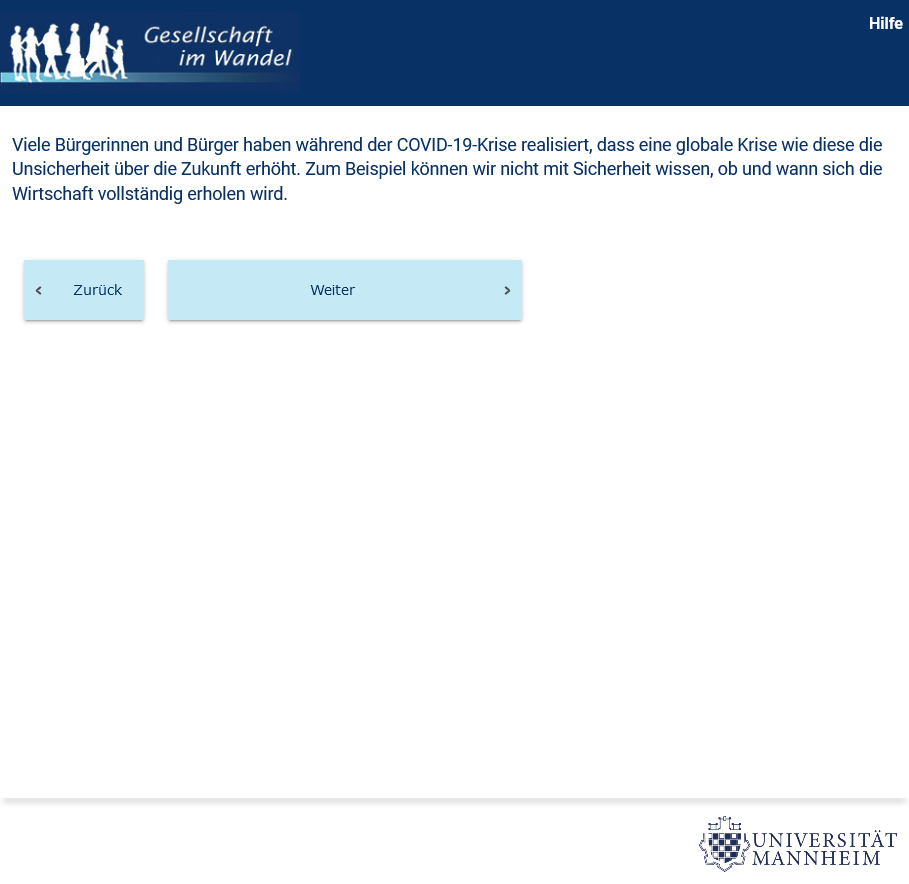 Gesellschaft
im Wandel
Hilfe
Viele Bürgerinnen und Bürger haben während der COVID-19-Krise realisiert, dass eine globale Krise wie diese die
Unsicherheit über die Zukunft erhöht. Zum Beispiel können wir nicht mit Sicherheit wissen, ob und wann sich die
Wirtschaft vollständig erholen wird.
Zurück
Weiter
UNIVERSITÄT
MANNHEIM